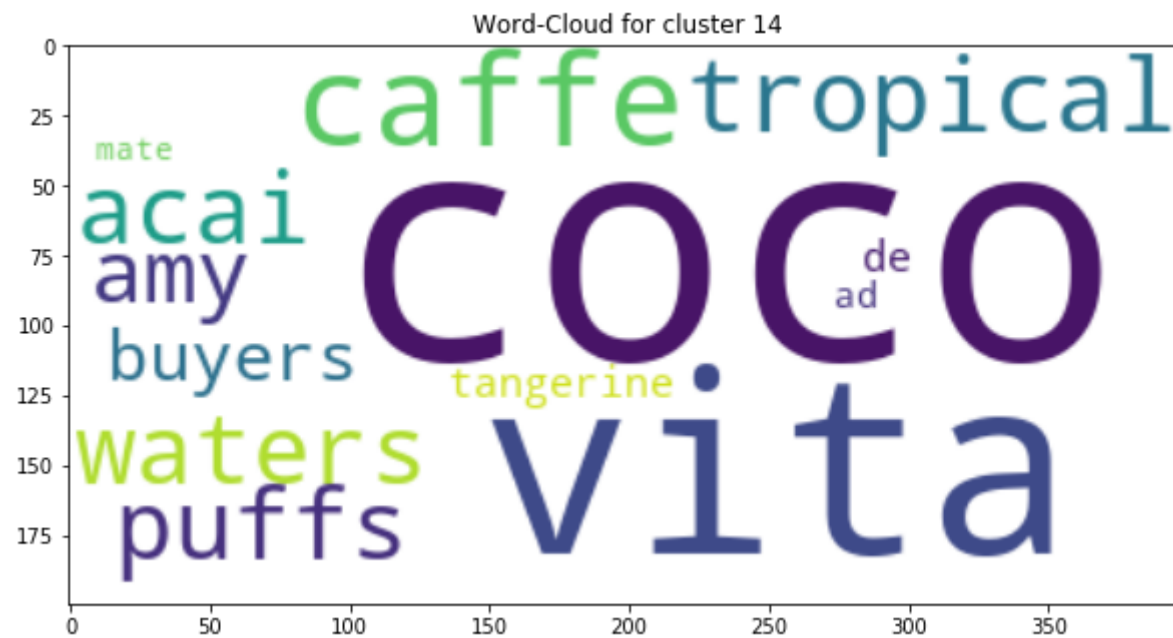 Word-Cloud for cluster 14
0
25
50
75
100
125
150
175
caffe tropical
mate
acai
coco
amy
de
ad
buyers
tangerine
vita
waters
puffs
0 50 100 150 200 250 300 350